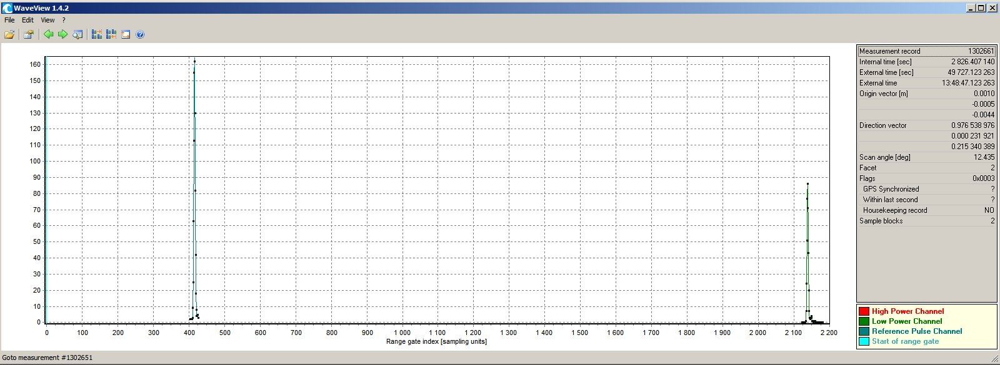 WaveView 1.4.2
File Edit View ?
160
150
140
130
120
110
100
90
80
70
60
50
40
30
20
10
0
0 100 200 300 400 500 600 700 800 900 1 000 1 100 1 200 1 300 1 400 1 500 1 600 1 700 1 800 1 900 2 000 2 100 2 200
Range gate index [sampling units]
Measurement record 1302661
Internal time [sec] 2 826.407 140
External time [sec] 49 727.123 263
External time 13:48:47.123 263
Origin vector [m] 0.0010
-0.0005
-0.0044
Direction vector 0.976 538 976
0.000 231 921
0.215 340 389
Scan angle [deg] 12.435
Facet 2
Flags 0x0003
GPS Synchronized ?
Within last second ?
Housekeeping record NO
Sample blocks 2
High Power Channel
Low Power Channel
Reference Pulse Channel
Start of range gate
Goto measurement #1302651